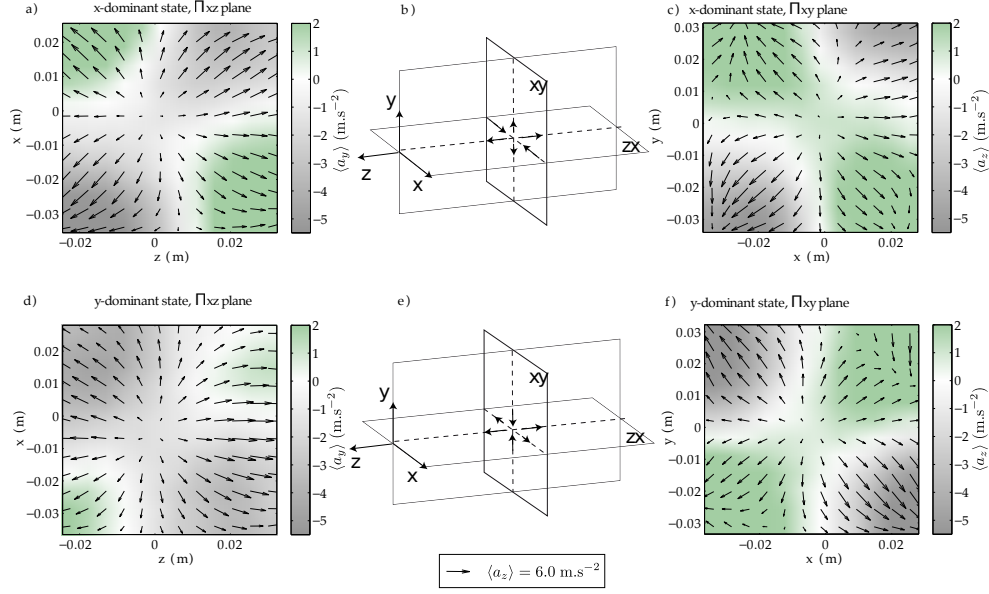 a)
x-dominant state, Πxz plane
b)
c)
x-dominant state, Πxy plane
0.02
0.01
0
−0.01
−0.02
−0.03
x (m)
−0.02
0
0.02
z (m)
2
1
0
−1
−2
−3
−4
−5
⟨a_y⟩ (m.s⁻²)
y
z
x
xy
zx
0.03
0.02
0.01
0
−0.01
−0.02
−0.03
y (m)
−0.02
0
0.02
x (m)
2
1
0
−1
−2
−3
−4
−5
⟨a_z⟩ (m.s⁻²)
d)
y-dominant state, Πxz plane
e)
f)
y-dominant state, Πxy plane
0.02
0.01
0
−0.01
−0.02
−0.03
x (m)
−0.02
0
0.02
z (m)
2
1
0
−1
−2
−3
−4
−5
⟨a_y⟩ (m.s⁻²)
y
z
x
xy
zx
0.03
0.02
0.01
0
−0.01
−0.02
−0.03
y (m)
−0.02
0
0.02
x (m)
2
1
0
−1
−2
−3
−4
−5
⟨a_z⟩ (m.s⁻²)
⟨a_z⟩ = 6.0 m.s⁻²